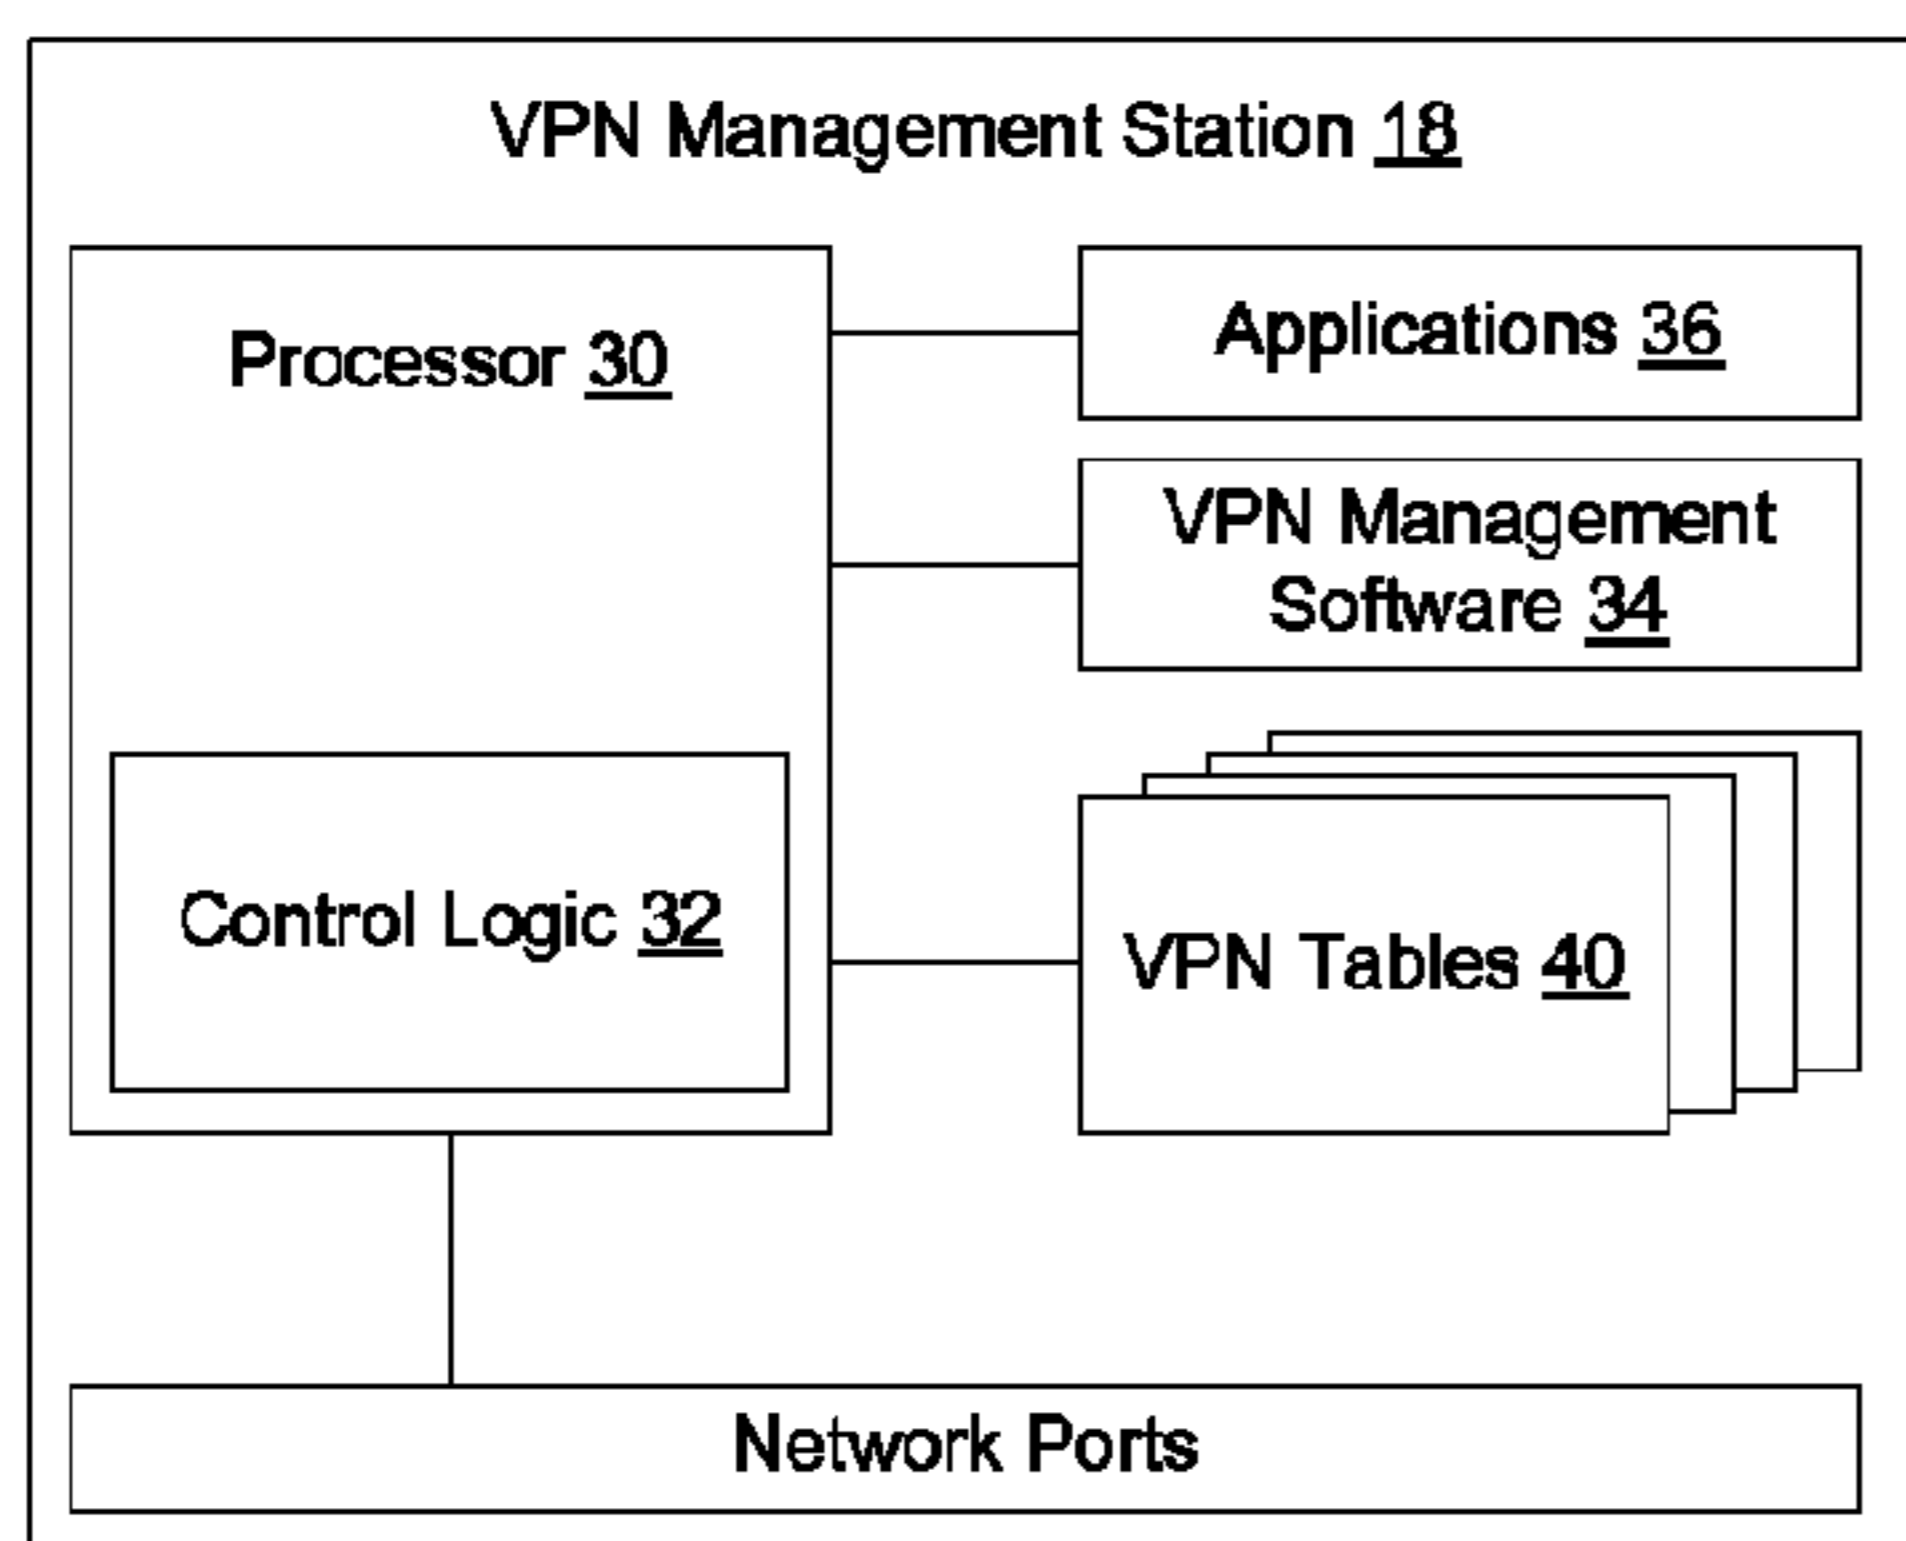 VPN Management Station 18
Processor 30
Applications 36
VPN Management
Software 34
Control Logic 32
VPN Tables 40
Network Ports